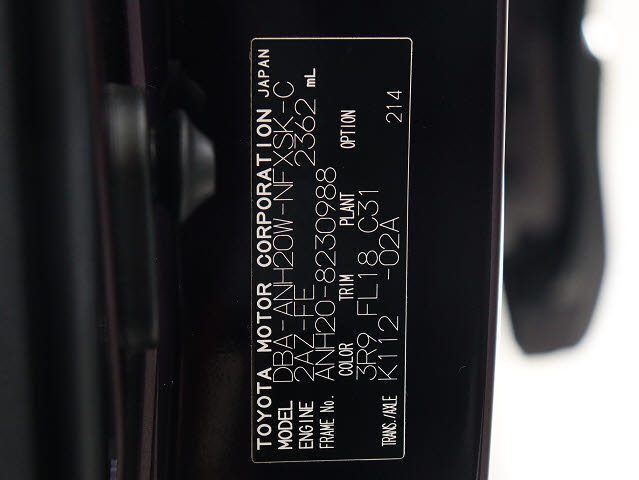 TOYOTA MOTOR CORPORATION JAPAN
MODEL DBA-ANH20W-NFXSK-C
ENGINE 2AZ-FE 2362 mL
FRAME No. ANH20-8230988
COLOR TRIM PLANT OPTION
3R9 FL18 C31
TRANS./AXLE K112 -02A 214